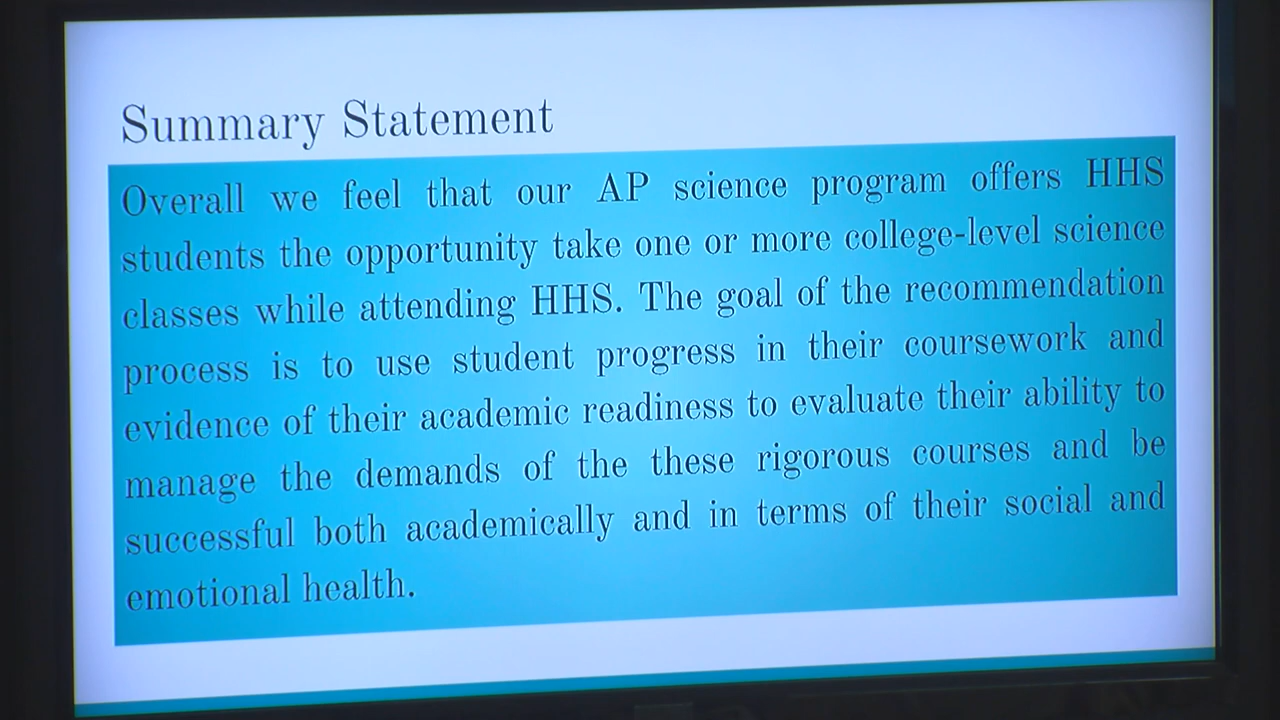 Summary Statement
Overall we feel that our AP science program offers HHS
students the opportunity take one or more college-level science
classes while attending HHS. The goal of the recommendation
process is to use student progress in their coursework and
evidence of their academic readiness to evaluate their ability to
manage the demands of the these rigorous courses and be
successful both academically and in terms of their social and
emotional health.